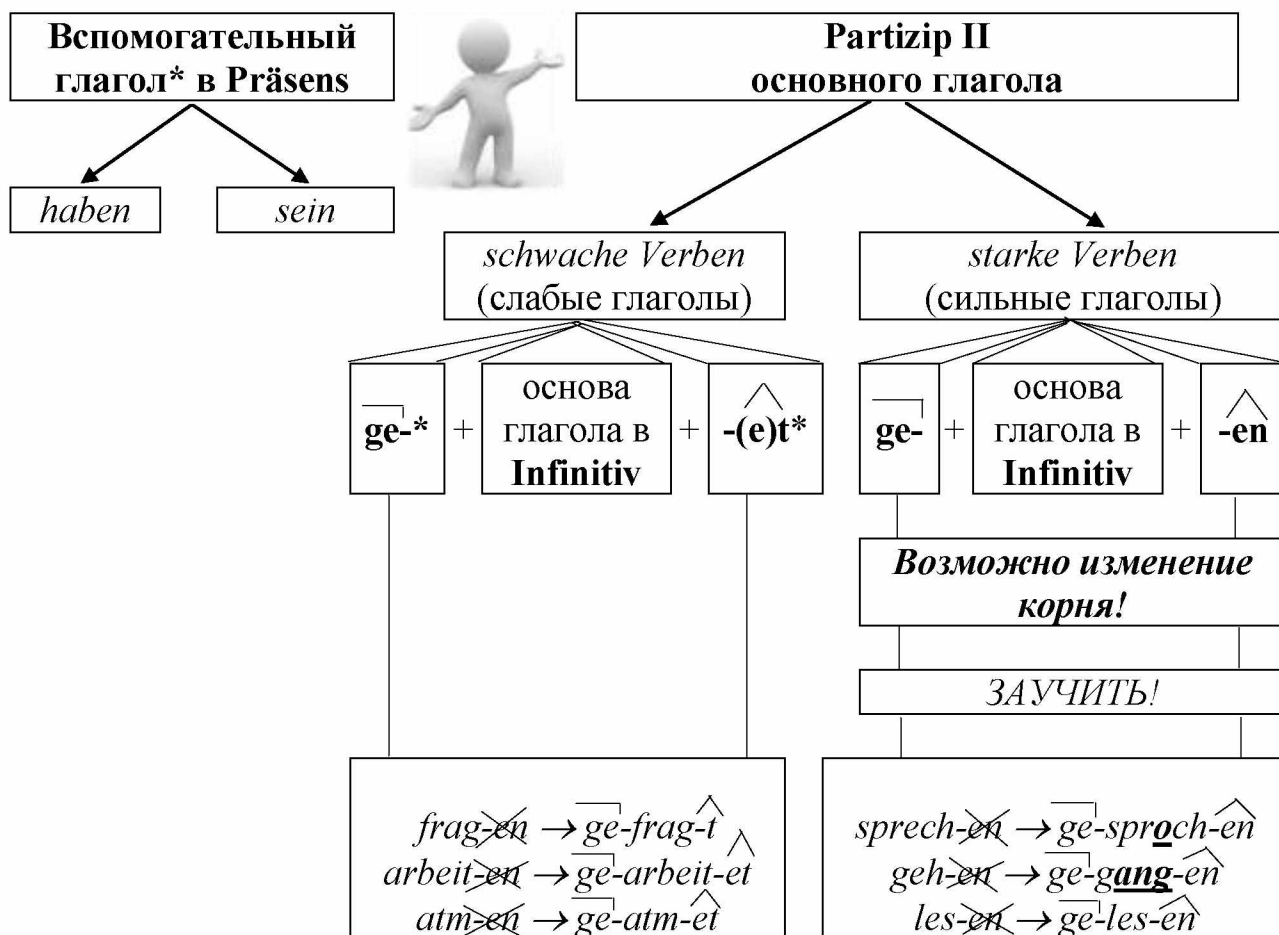 Вспомогательный
глагол* в Präsens
Partizip II
основного глагола
haben
sein
schwache Verben
(слабые глаголы)
starke Verben
(сильные глаголы)
ge-* + основа глагола в Infinitiv + -(e)t*
ge- + основа глагола в Infinitiv + -en
Возможно изменение
корня!
ЗАУЧИТЬ!
frag-en → ge-frag-t
arbeit-en → ge-arbeit-et
atm-en → ge-atm-et
sprech-en → ge-sproch-en
geh-en → ge-gang-en
les-en → ge-les-en